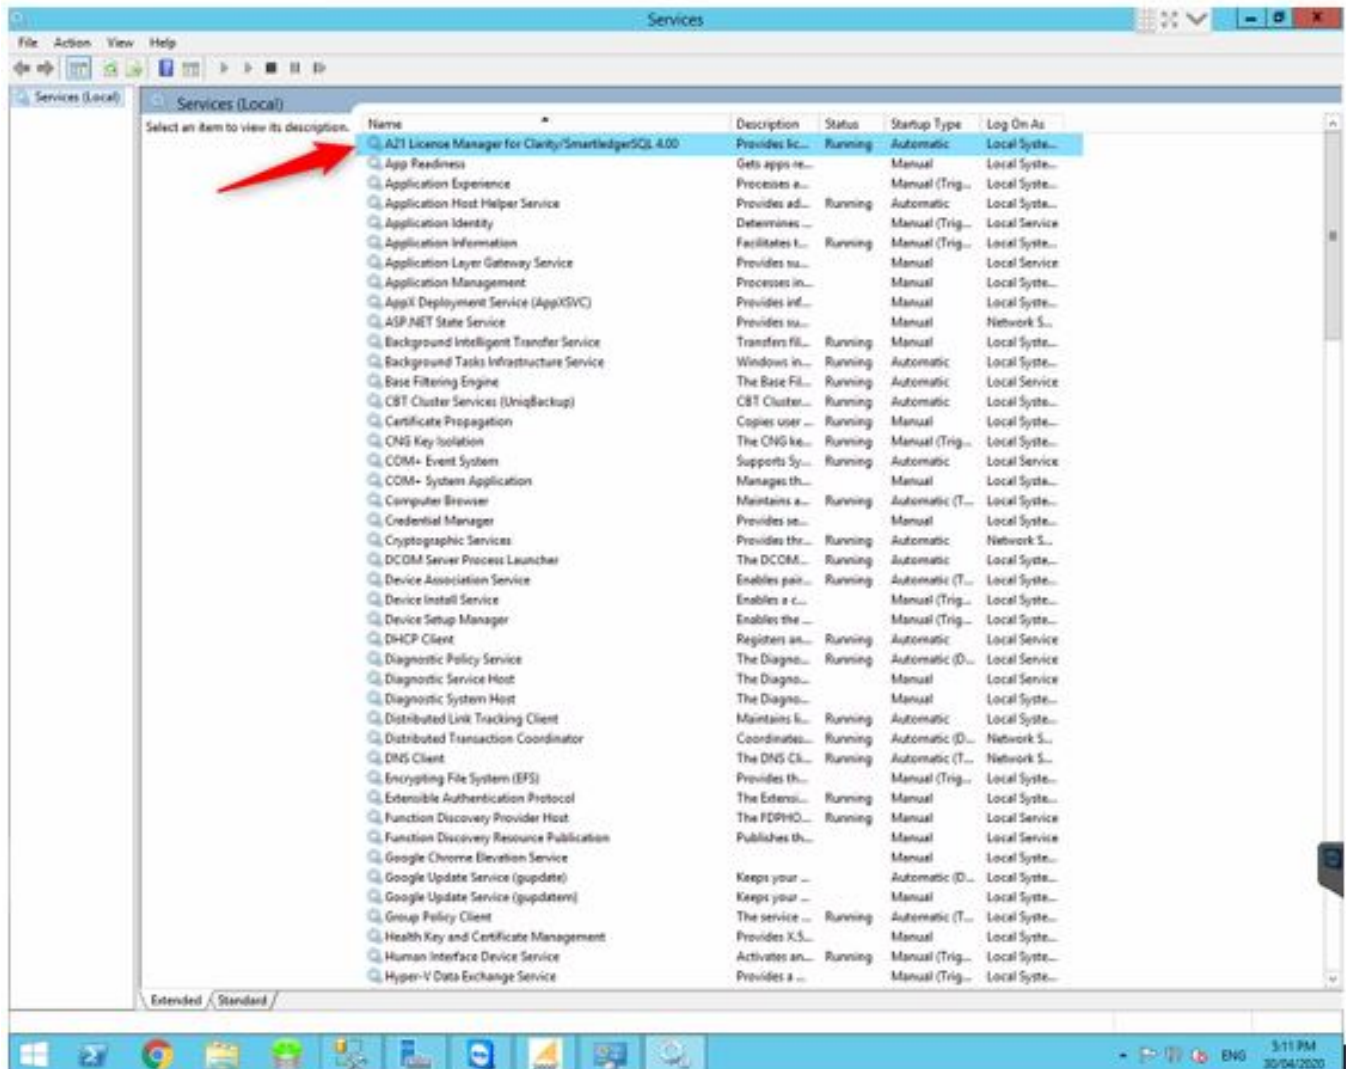 Services
File Action View Help
Services (Local)
Services (Local)
Select an item to view its description.
Name Description Status Startup Type Log On As
A21 License Manager for Clarity/SmartledgerSQL 4.00 Provides lic... Running Automatic Local Syste...
App Readiness Gets apps re... Manual Local Syste...
Application Experience Processes a... Manual (Trig... Local Syste...
Application Host Helper Service Provides ad... Running Automatic Local Syste...
Application Identity Determines ... Manual (Trig... Local Service
Application Information Facilitates t... Running Manual (Trig... Local Syste...
Application Layer Gateway Service Provides su... Manual Local Service
Application Management Processes in... Manual Local Syste...
AppX Deployment Service (AppXSVC) Provides inf... Manual Local Syste...
ASP.NET State Service Provides su... Manual Network S...
Background Intelligent Transfer Service Transfers fil... Running Manual Local Syste...
Background Tasks Infrastructure Service Windows in... Running Automatic Local Syste...
Base Filtering Engine The Base Fil... Running Automatic Local Service
CBT Cluster Services (UniqBackup) CBT Cluster... Running Automatic Local Syste...
Certificate Propagation Copies user ... Running Manual Local Syste...
CNG Key Isolation The CNG ke... Running Manual (Trig... Local Syste...
COM+ Event System Supports Sy... Running Automatic Local Service
COM+ System Application Manages th... Manual Local Syste...
Computer Browser Maintains a... Running Automatic (T... Local Syste...
Credential Manager Provides se... Manual Local Syste...
Cryptographic Services Provides thr... Running Automatic Network S...
DCOM Server Process Launcher The DCOM... Running Automatic Local Syste...
Device Association Service Enables pair... Running Automatic (T... Local Syste...
Device Install Service Enables a c... Manual (Trig... Local Syste...
Device Setup Manager Enables the ... Manual (Trig... Local Syste...
DHCP Client Registers an... Running Automatic Local Service
Diagnostic Policy Service The Diagno... Running Automatic (D... Local Service
Diagnostic Service Host The Diagno... Manual Local Service
Diagnostic System Host The Diagno... Manual Local Syste...
Distributed Link Tracking Client Maintains li... Running Automatic Local Syste...
Distributed Transaction Coordinator Coordinates... Running Automatic (D... Network S...
DNS Client The DNS Cli... Running Automatic (T... Network S...
Encrypting File System (EFS) Provides th... Manual (Trig... Local Syste...
Extensible Authentication Protocol The Extensi... Running Manual Local Syste...
Function Discovery Provider Host The FDPHO... Running Manual Local Service
Function Discovery Resource Publication Publishes th... Manual Local Service
Google Chrome Elevation Service Manual Local Syste...
Google Update Service (gupdate) Keeps your ... Automatic (D... Local Syste...
Google Update Service (gupdatem) Keeps your ... Manual Local Syste...
Group Policy Client The service ... Running Automatic (T... Local Syste...
Health Key and Certificate Management Provides X.5... Manual Local Syste...
Human Interface Device Service Activates an... Running Manual (Trig... Local Syste...
Hyper-V Data Exchange Service Provides a ... Manual (Trig... Local Syste...
Extended Standard
ENG 5:11 PM
30/04/2020